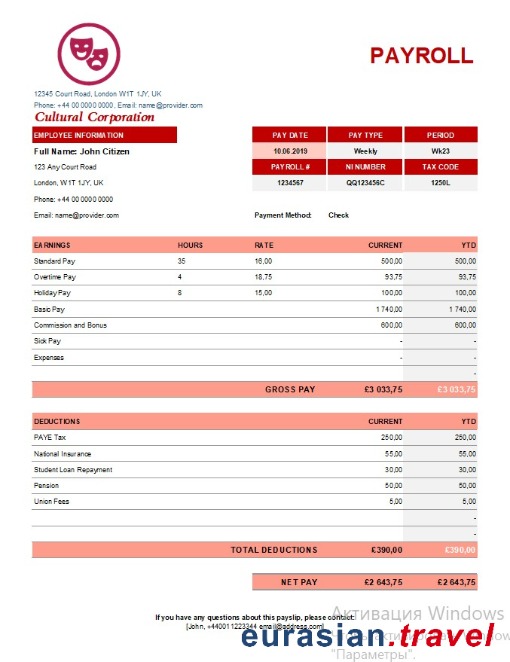 PAYROLL
12345 Court Road, London W1T 1JY, UK
Phone: +44 00 0000 0000, Email: name@provider.com
Cultural Corporation
EMPLOYEE INFORMATION PAY DATE PAY TYPE PERIOD
Full Name: John Citizen 10.06.2019 Weekly Wk23
123 Any Court Road PAYROLL # NI NUMBER TAX CODE
London, W1T 1JY, UK 1234567 QQ123456C 1250L
Phone: +44 00 0000 0000
Email: name@provider.com Payment Method: Check
EARNINGS HOURS RATE CURRENT YTD
Standard Pay 35 16,00 500,00 500,00
Overtime Pay 4 18,75 93,75 93,75
Holiday Pay 8 15,00 100,00 100,00
Basic Pay 1 740,00 1 740,00
Commission and Bonus 600,00 600,00
Sick Pay - -
Expenses - -
-
GROSS PAY £3 033,75 £3 033,75
DEDUCTIONS CURRENT YTD
PAYE Tax 250,00 250,00
National Insurance 55,00 55,00
Student Loan Repayment 30,00 30,00
Pension 50,00 50,00
Union Fees 5,00 5,00
-
-
TOTAL DEDUCTIONS £390,00 £390,00
NET PAY £2 643,75 £2 643,75
If you have any questions about this payslip, please contact:
[John, +44001122334 email@address.com]
Активация Windows
eurasian.travel
"Параметры".